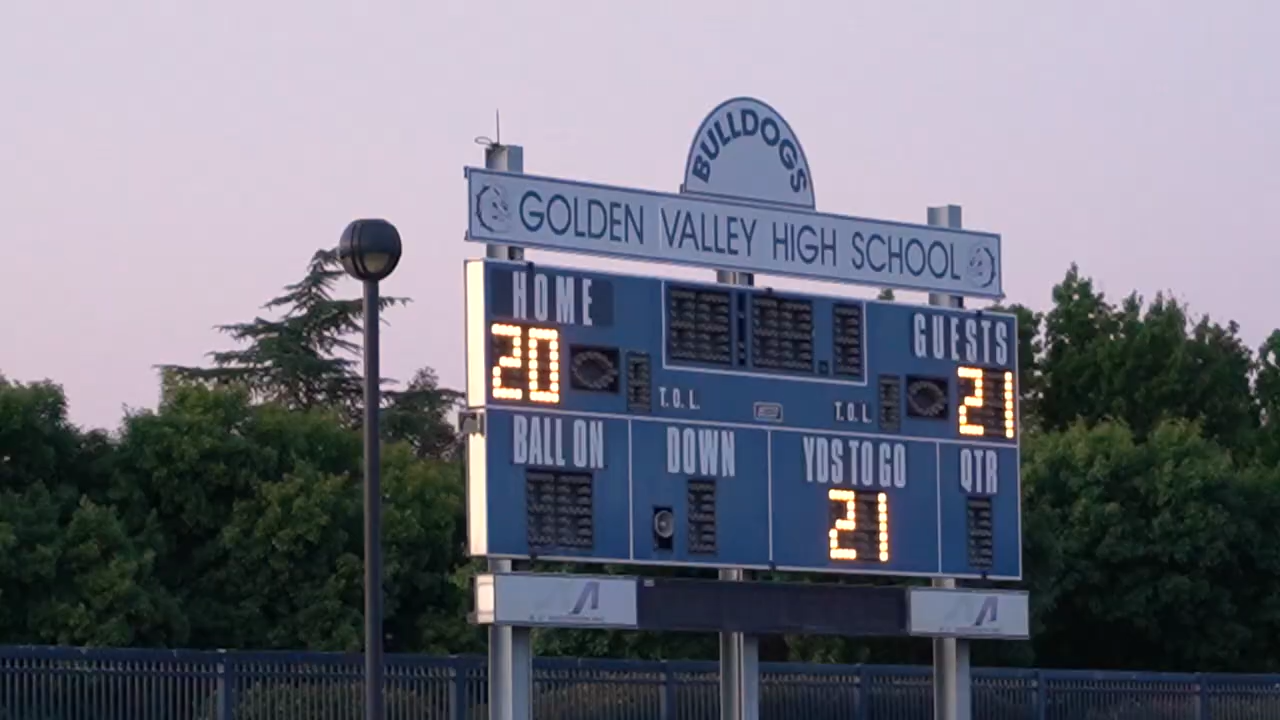 BULLDOGS
GOLDEN VALLEY HIGH SCHOOL
HOME
GUESTS
20
21
T.O.L.
T.O.L.
BALL ON
DOWN
YDS TO GO
QTR
21